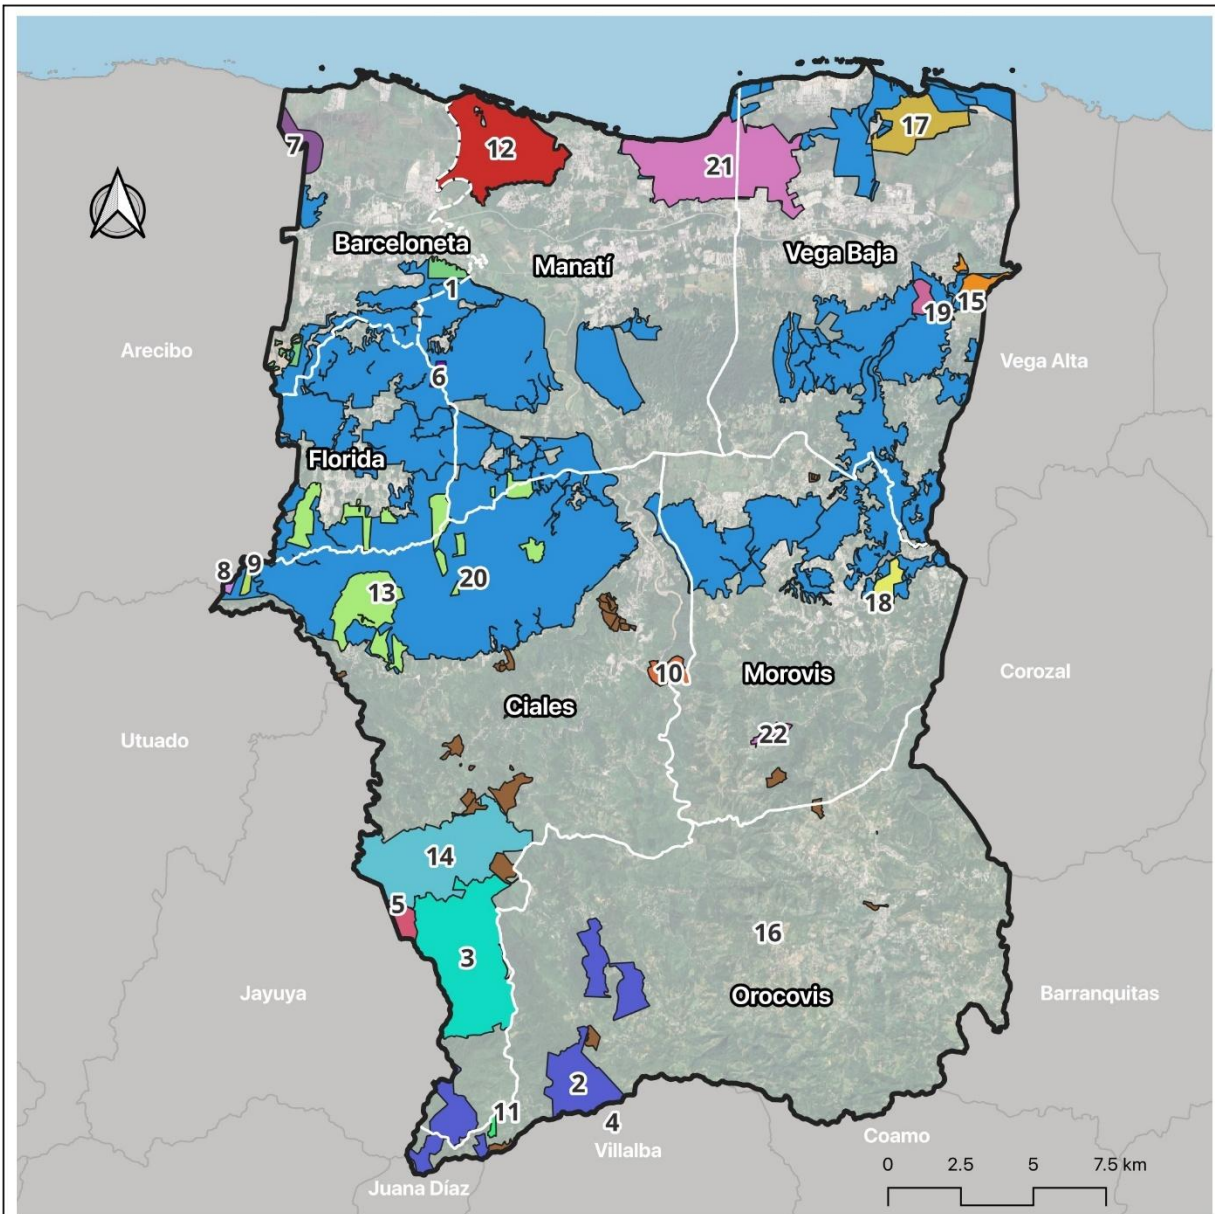 7
12
21
17
Barceloneta
Manatí
Vega Baja
1
19
15
Arecibo
Vega Alta
6
Florida
8
9
13
20
18
10
Morovis
Corozal
Ciales
22
Utuado
14
5
16
3
Jayuya
Orocovis
Barranquitas
2
11
4
Villalba
Coamo
Juana Díaz
0 2.5 5 7.5 km